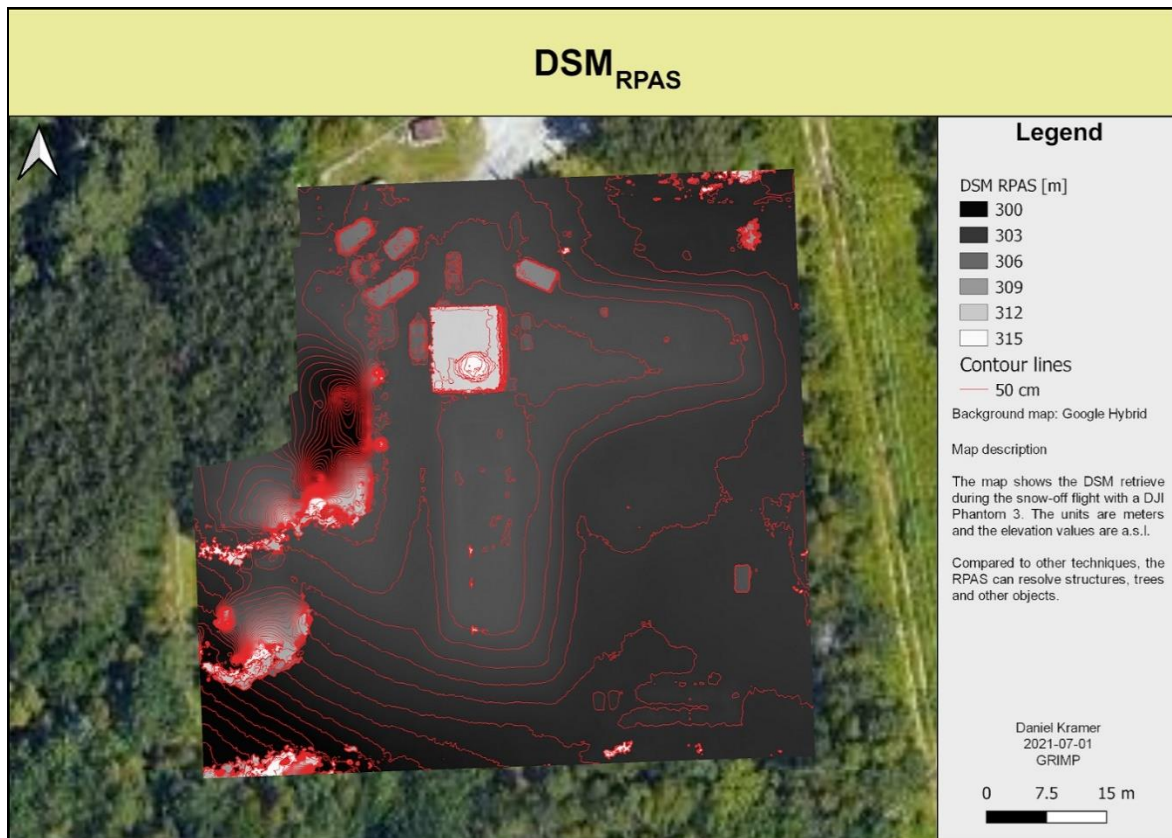 DSM RPAS
Legend
DSM RPAS [m]
300
303
306
309
312
315
Contour lines
50 cm
Background map: Google Hybrid
Map description
The map shows the DSM retrieve
during the snow-off flight with a DJI
Phantom 3. The units are meters
and the elevation values are a.s.l.
Compared to other techniques, the
RPAS can resolve structures, trees
and other objects.
Daniel Kramer
2021-07-01
GRIMP
0 7.5 15 m